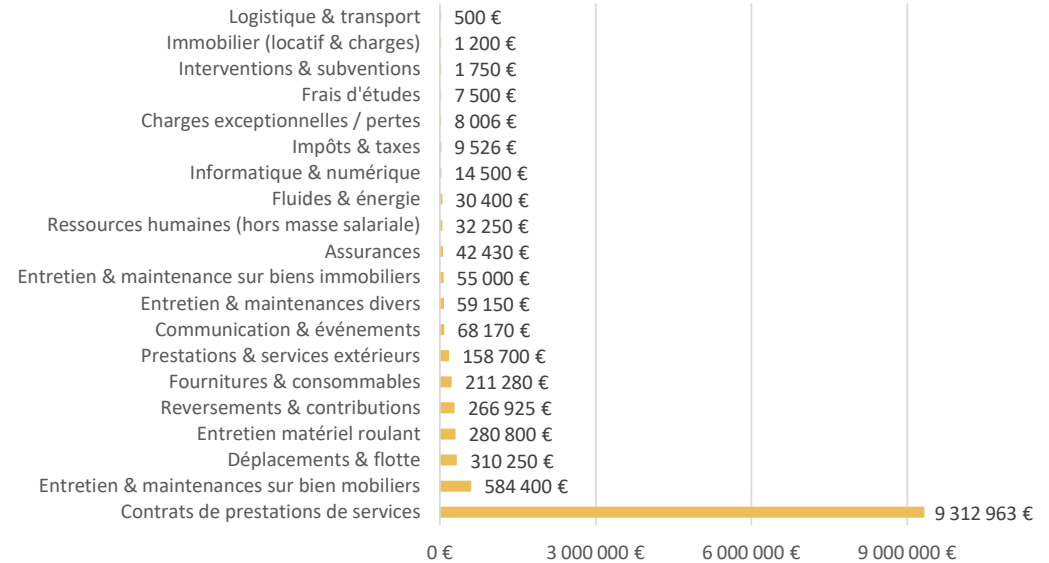 Logistique & transport 500 €
Immobilier (locatif & charges) 1 200 €
Interventions & subventions 1 750 €
Frais d'études 7 500 €
Charges exceptionnelles / pertes 8 006 €
Impôts & taxes 9 526 €
Informatique & numérique 14 500 €
Fluides & énergie 30 400 €
Ressources humaines (hors masse salariale) 32 250 €
Assurances 42 430 €
Entretien & maintenance sur biens immobiliers 55 000 €
Entretien & maintenances divers 59 150 €
Communication & événements 68 170 €
Prestations & services extérieurs 158 700 €
Fournitures & consommables 211 280 €
Reversements & contributions 266 925 €
Entretien matériel roulant 280 800 €
Déplacements & flotte 310 250 €
Entretien & maintenances sur bien mobiliers 584 400 €
Contrats de prestations de services 9 312 963 €
0 € 3 000 000 € 6 000 000 € 9 000 000 €